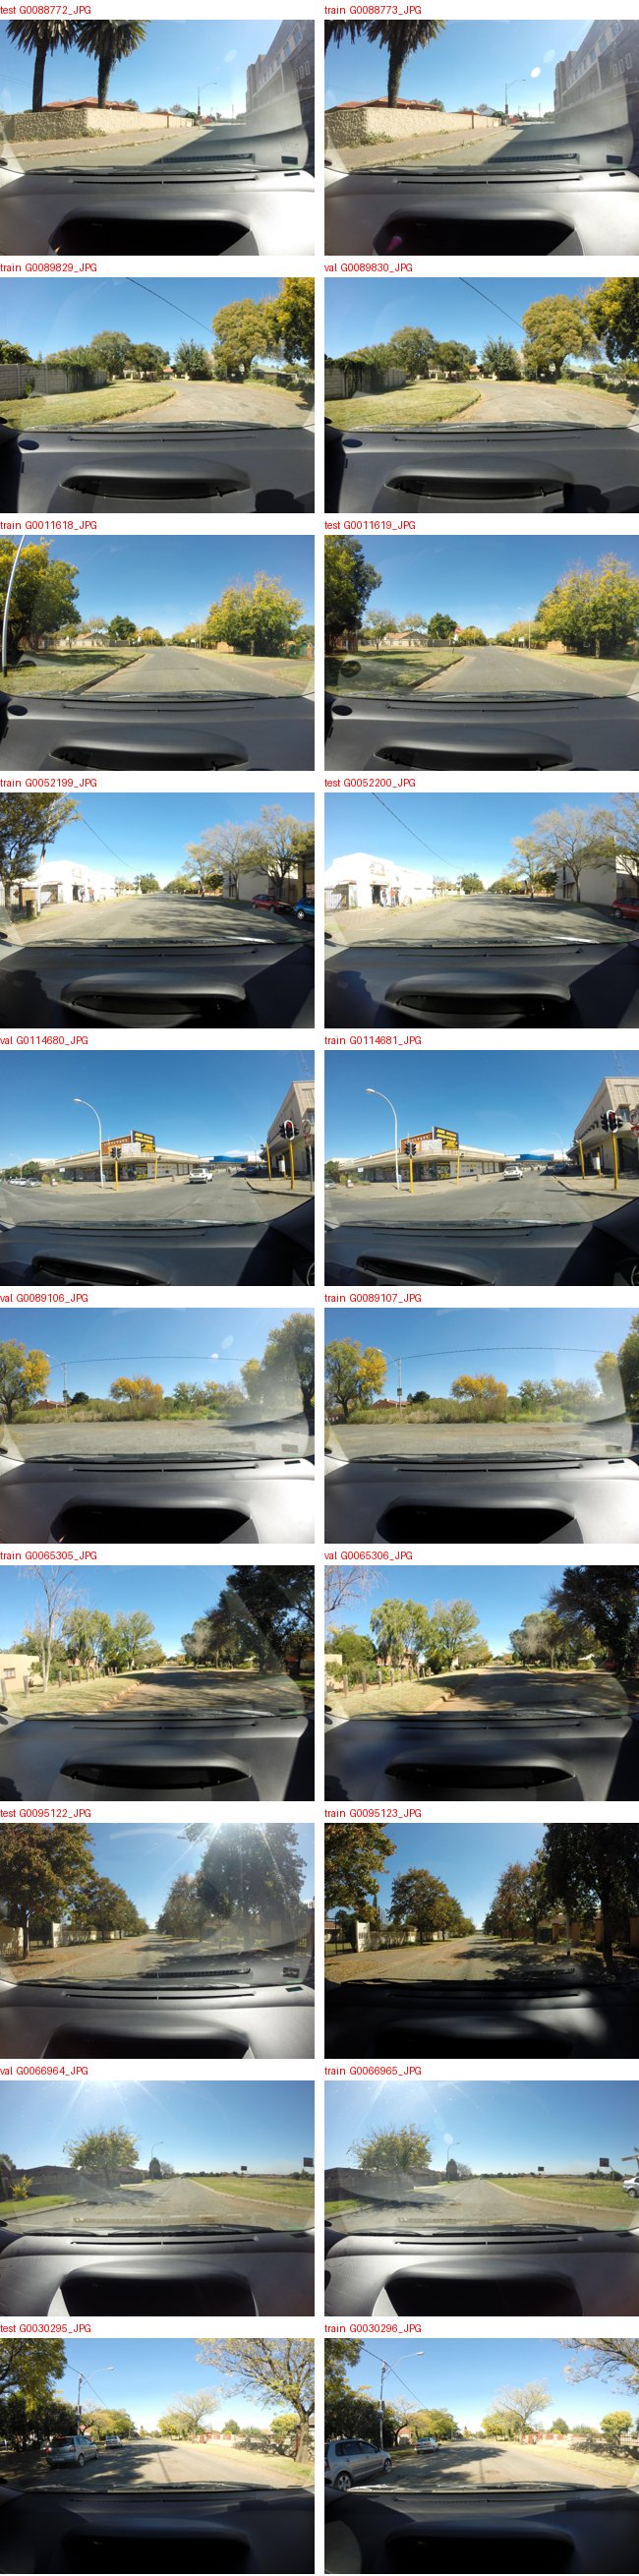 test G0088772_JPG
train G0088773_JPG
train G0089829_JPG
val G0089830_JPG
train G0011618_JPG
test G0011619_JPG
train G0052199_JPG
test G0052200_JPG
val G0114680_JPG
train G0114681_JPG
val G0089106_JPG
train G0089107_JPG
train G0065305_JPG
val G0065306_JPG
test G0095122_JPG
train G0095123_JPG
val G0066964_JPG
train G0066965_JPG
test G0030295_JPG
train G0030296_JPG